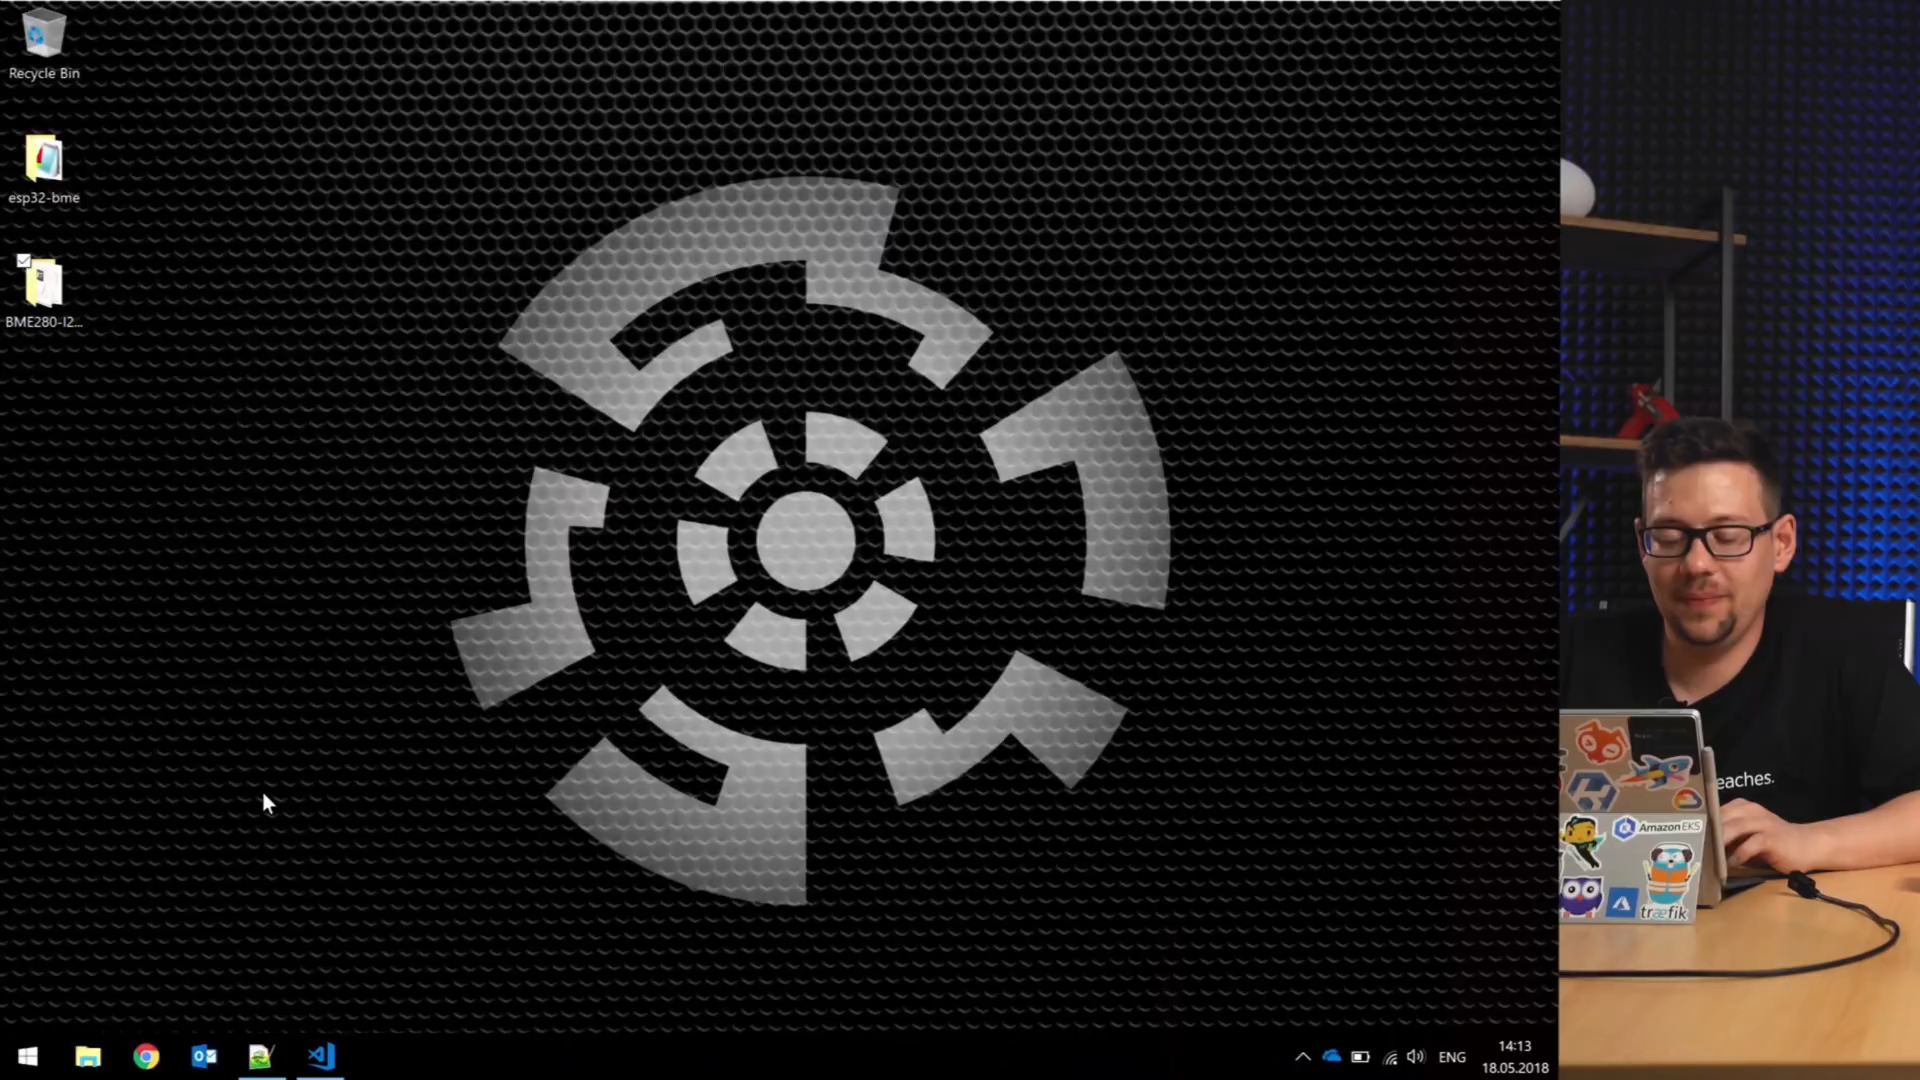 Recycle Bin
esp32-bme
BME280-I2...
eaches.
Amazon EKS
træfik
ENG
14:13
18.05.2018